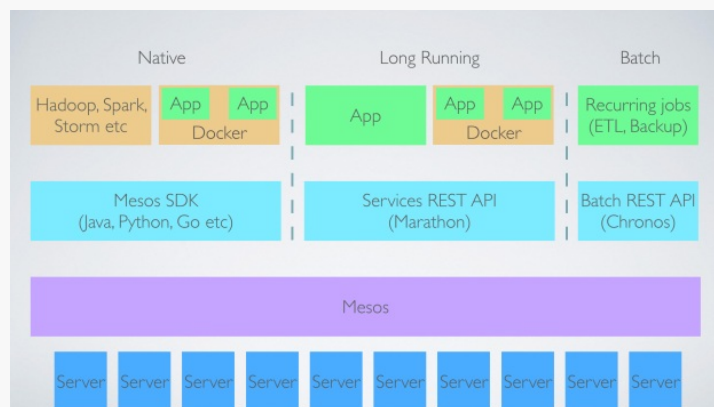 Native Long Running Batch
Hadoop, Spark,
Storm etc
App App
Docker
App
App App
Docker
Recurring jobs
(ETL, Backup)
Mesos SDK
(Java, Python, Go etc)
Services REST API
(Marathon)
Batch REST API
(Chronos)
Mesos
Server Server Server Server Server Server Server Server Server Server